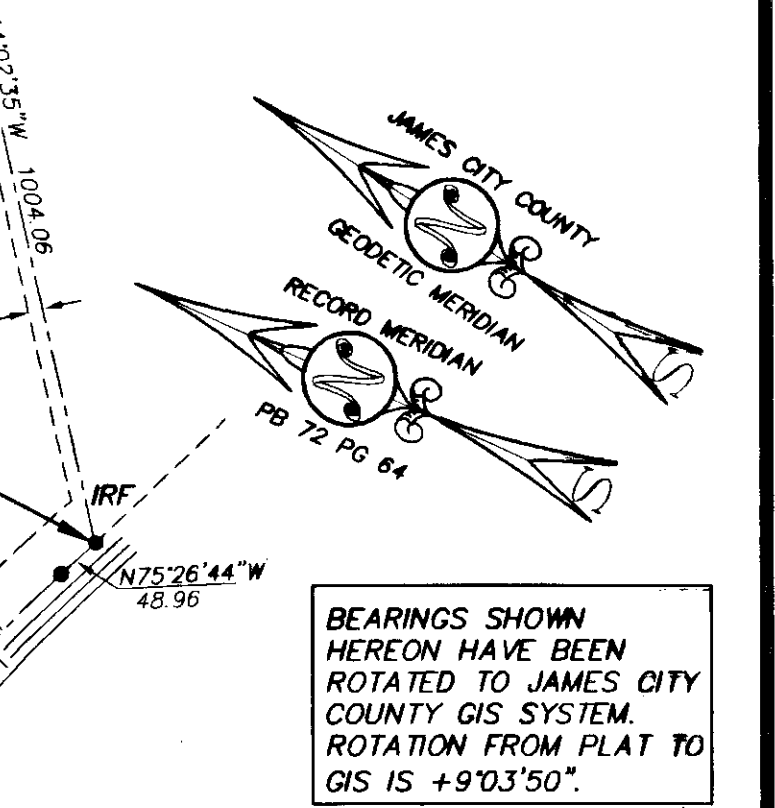 02'35"W 1004.06
JAMES CITY COUNTY
GEODETIC MERIDIAN
N
S
RECORD MERIDIAN
PB 72 PG 64
N
S
IRF
N75°26'44"W
48.96
BEARINGS SHOWN
HEREON HAVE BEEN
ROTATED TO JAMES CITY
COUNTY GIS SYSTEM.
ROTATION FROM PLAT TO
GIS IS +9°03'50".